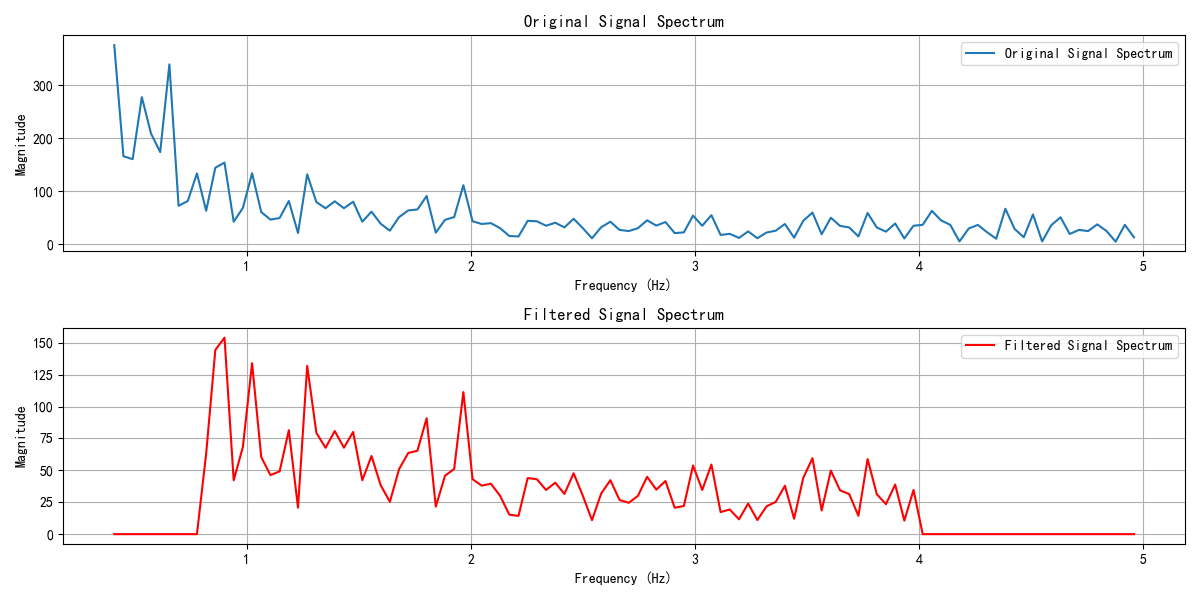 Original Signal Spectrum
Original Signal Spectrum
300
200
100
0
Magnitude
1 2 3 4 5
Frequency (Hz)
Filtered Signal Spectrum
Filtered Signal Spectrum
150
125
100
75
50
25
0
Magnitude
1 2 3 4 5
Frequency (Hz)